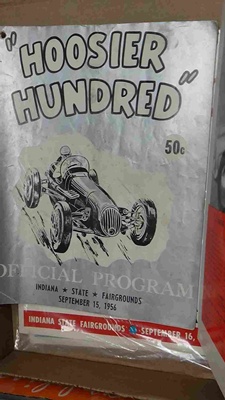 "HOOSIER
HUNDRED"
50c
OFFICIAL PROGRAM
INDIANA ★ STATE ★ FAIRGROUNDS
SEPTEMBER 15, 1956
INDIANA STATE FAIRGROUNDS ★ SEPTEMBER 16,